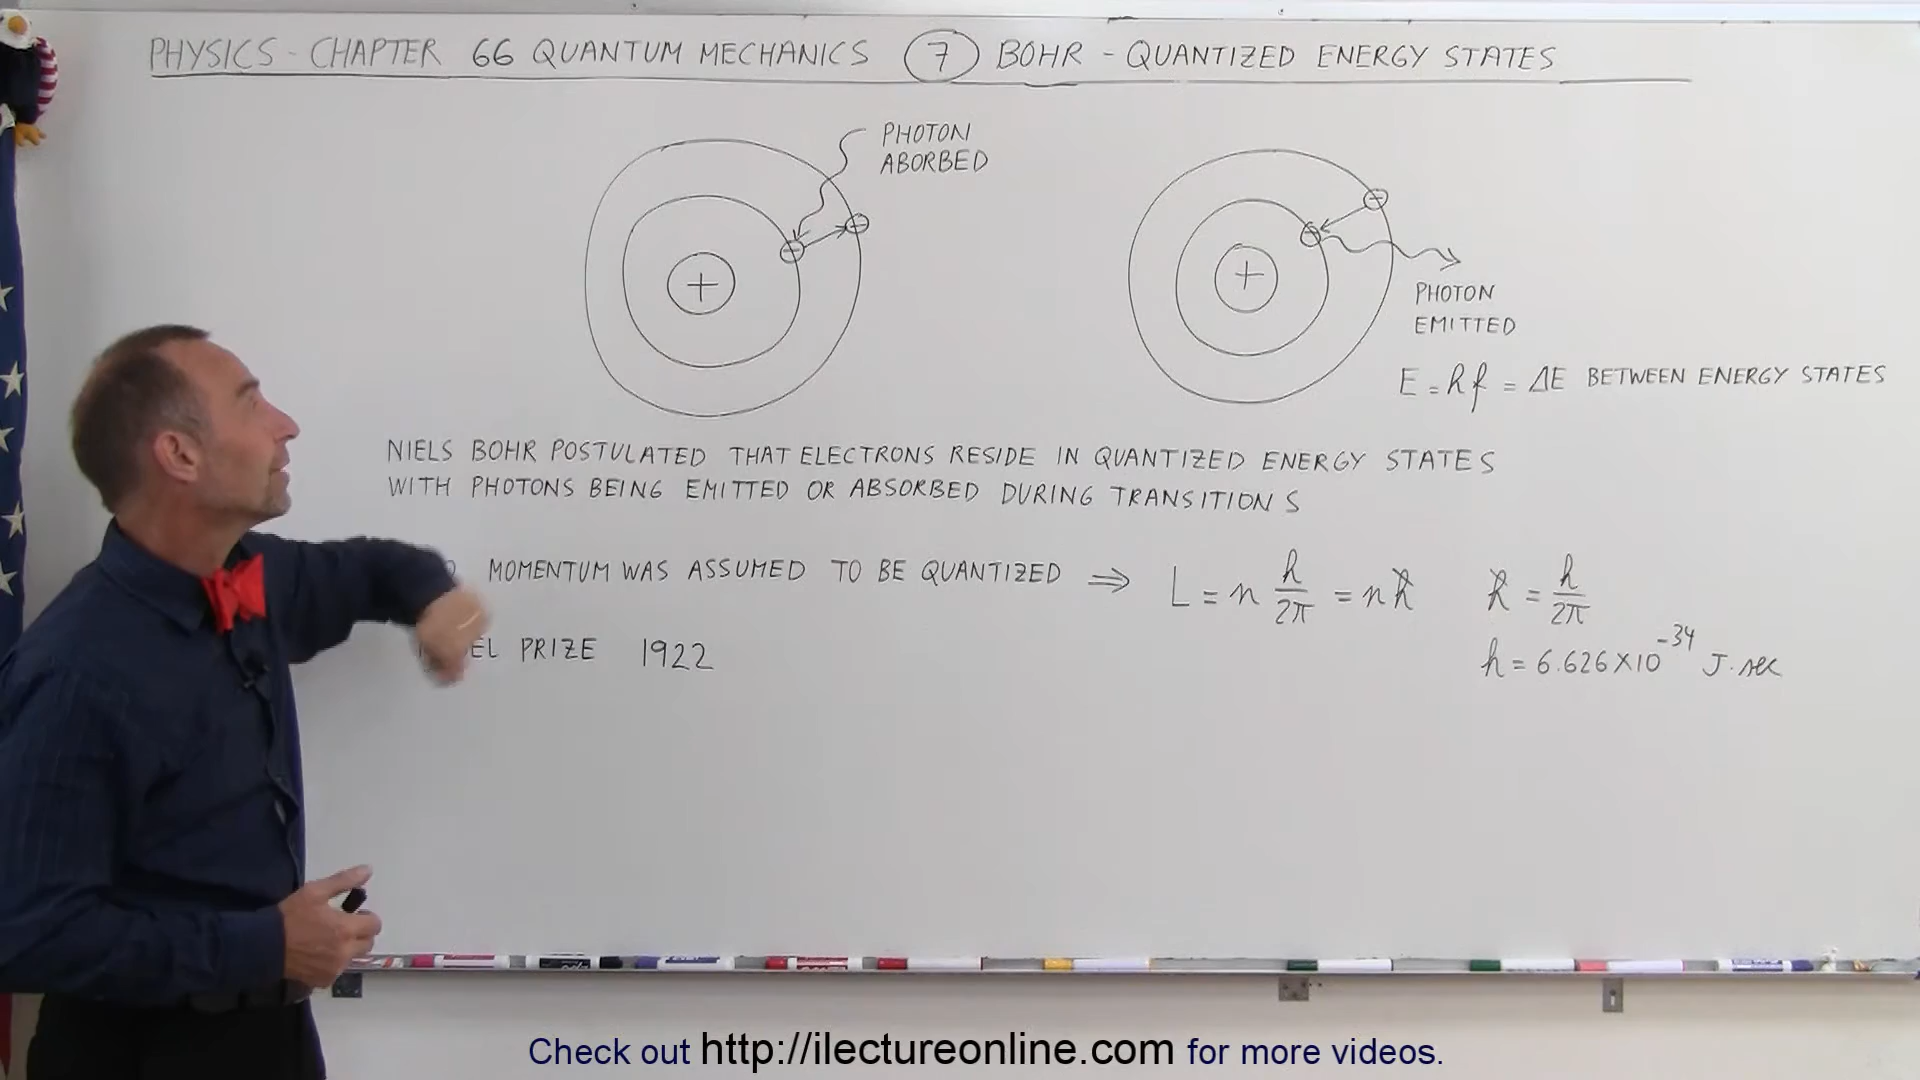 PHYSICS - CHAPTER 66 QUANTUM MECHANICS 7 BOHR - QUANTIZED ENERGY STATES
PHOTON
ABORBED
+
+
PHOTON
EMITTED
E = hf = ΔE BETWEEN ENERGY STATES
NIELS BOHR POSTULATED THAT ELECTRONS RESIDE IN QUANTIZED ENERGY STATES
WITH PHOTONS BEING EMITTED OR ABSORBED DURING TRANSITIONS
MOMENTUM WAS ASSUMED TO BE QUANTIZED ⇒ L = n h/2π = nħ ħ = h/2π
PRIZE 1922 h = 6.626 × 10^-34 J·sec
Check out http://ilectureonline.com for more videos.